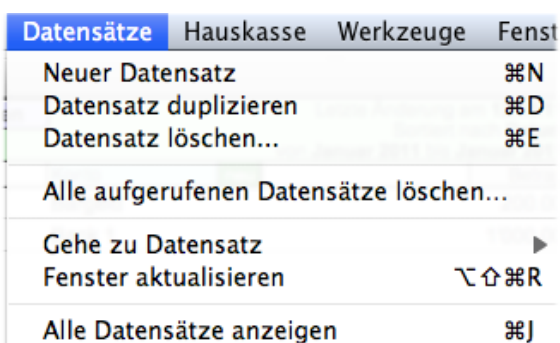 Datensätze Hauskasse Werkzeuge Fenst
Neuer Datensatz ⌘N
Datensatz duplizieren ⌘D
Datensatz löschen... ⌘E
Alle aufgerufenen Datensätze löschen...
Gehe zu Datensatz ▶
Fenster aktualisieren ⌥⇧⌘R
Alle Datensätze anzeigen ⌘J